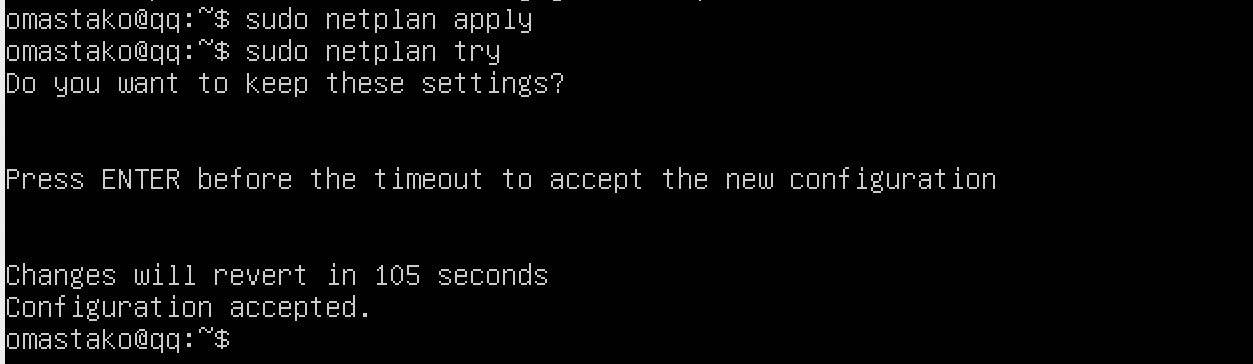 omastako@qq:~$ sudo netplan apply
omastako@qq:~$ sudo netplan try
Do you want to keep these settings?
Press ENTER before the timeout to accept the new configuration
Changes will revert in 105 seconds
Configuration accepted.
omastako@qq:~$